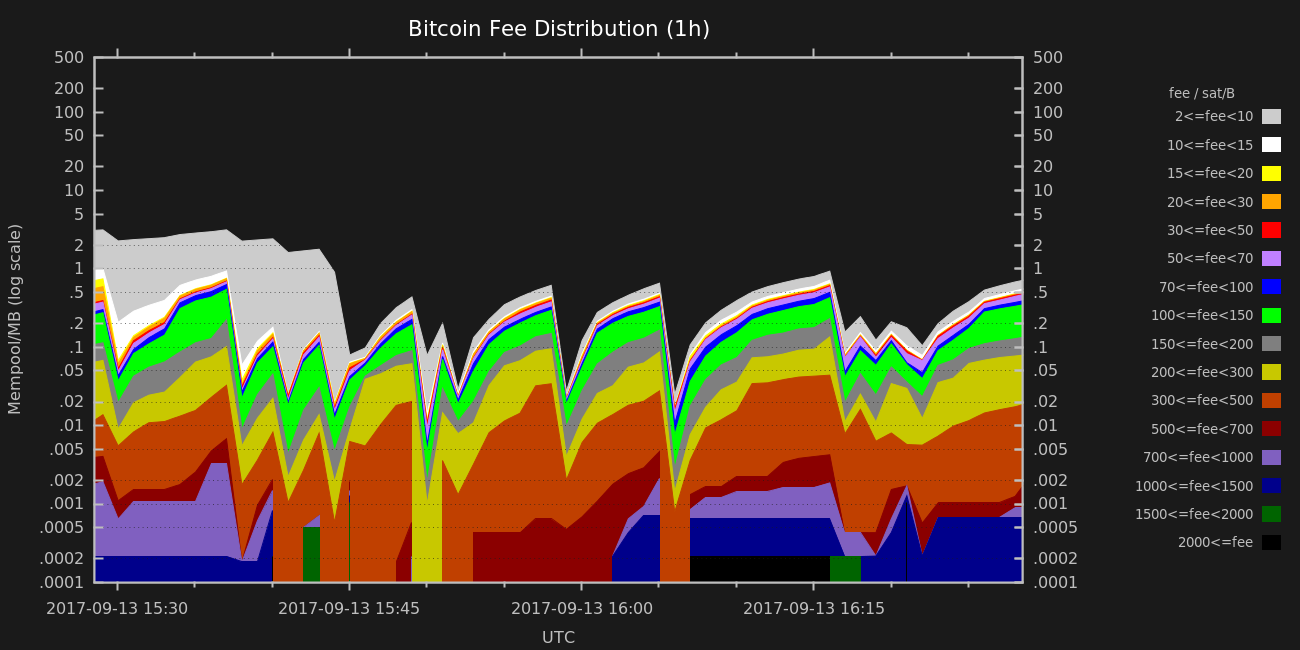 Bitcoin Fee Distribution (1h)
Mempool/MB (log scale)
500
200
100
50
20
10
5
2
1
.5
.2
.1
.05
.02
.01
.005
.002
.001
.0005
.0002
.0001
500
200
100
50
20
10
5
2
1
.5
.2
.1
.05
.02
.01
.005
.002
.001
.0005
.0002
.0001
2017-09-13 15:30
2017-09-13 15:45
2017-09-13 16:00
2017-09-13 16:15
UTC
fee / sat/B
2<=fee<10
10<=fee<15
15<=fee<20
20<=fee<30
30<=fee<50
50<=fee<70
70<=fee<100
100<=fee<150
150<=fee<200
200<=fee<300
300<=fee<500
500<=fee<700
700<=fee<1000
1000<=fee<1500
1500<=fee<2000
2000<=fee